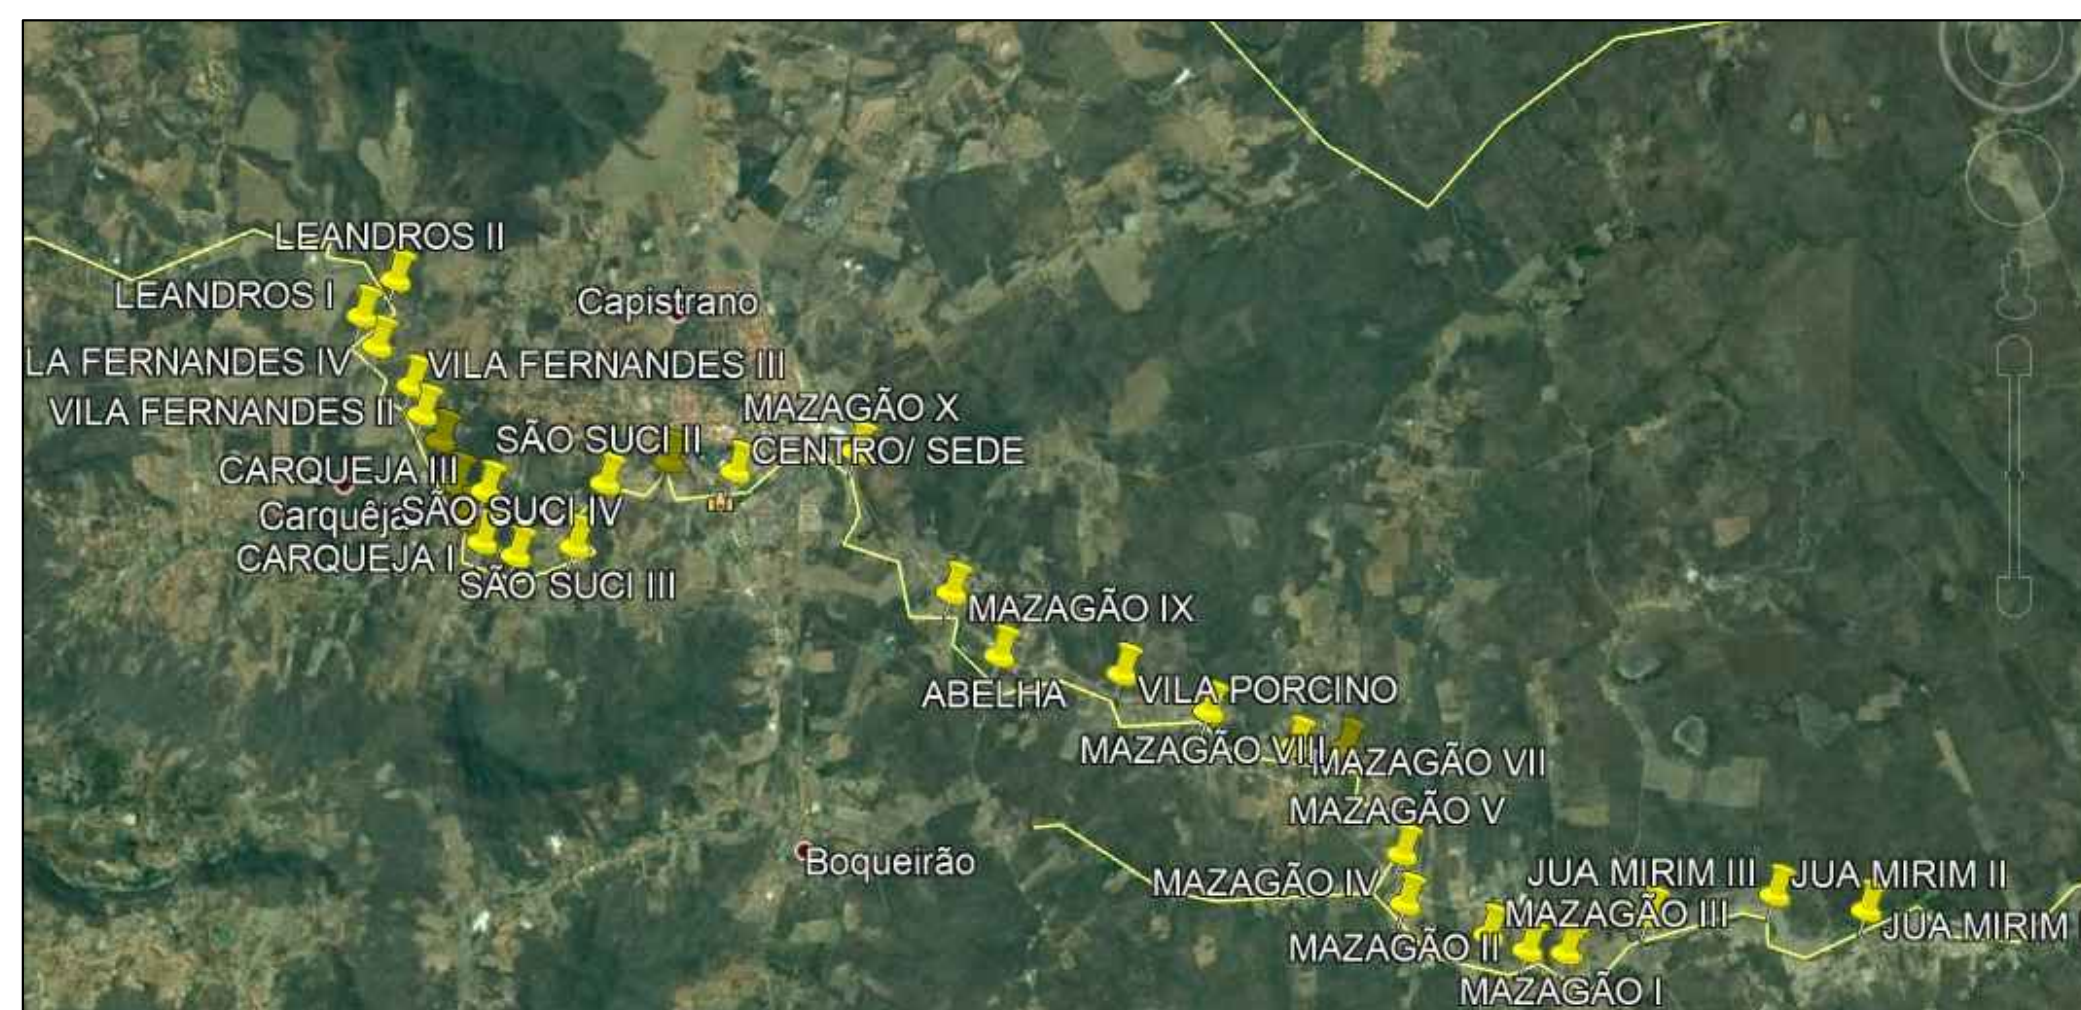 LEANDROS II
LEANDROS I
Capistrano
LA FERNANDES IV
VILA FERNANDES III
VILA FERNANDES II
MAZAGÃO X
SÃO SUCI II
CENTRO/ SEDE
CARQUEJA III
Carquêja
SÃO SUCI IV
CARQUEJA I
SÃO SUCI III
MAZAGÃO IX
ABELHA
VILA PORCINO
MAZAGÃO VIII
MAZAGÃO VII
MAZAGÃO V
Boqueirão
MAZAGÃO IV
JUA MIRIM III
JUA MIRIM II
MAZAGÃO III
JUA MIRIM I
MAZAGÃO II
MAZAGÃO I